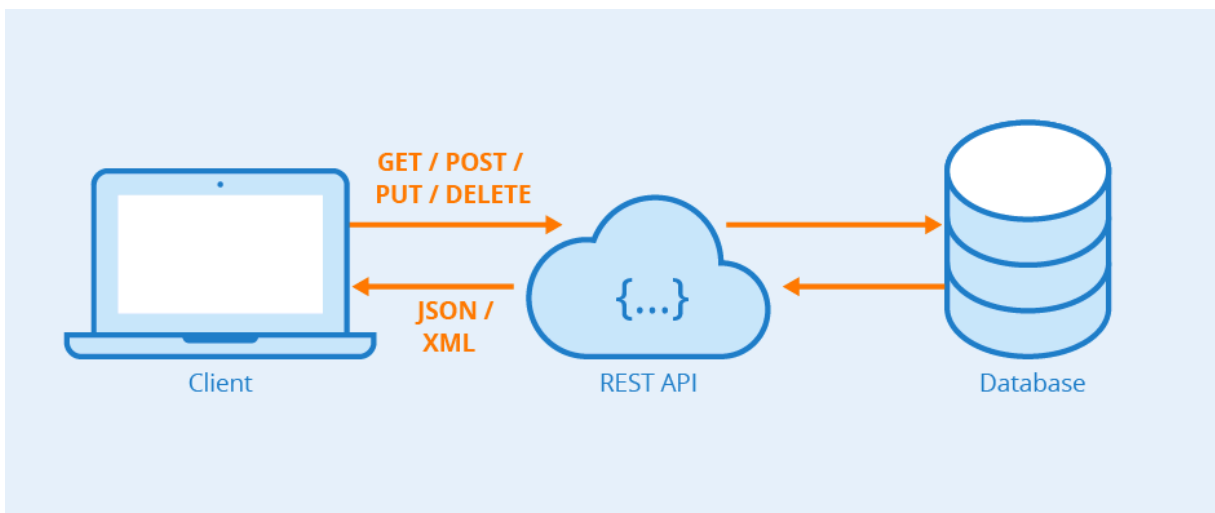 GET / POST /
PUT / DELETE
{...}
JSON /
XML
Client
REST API
Database